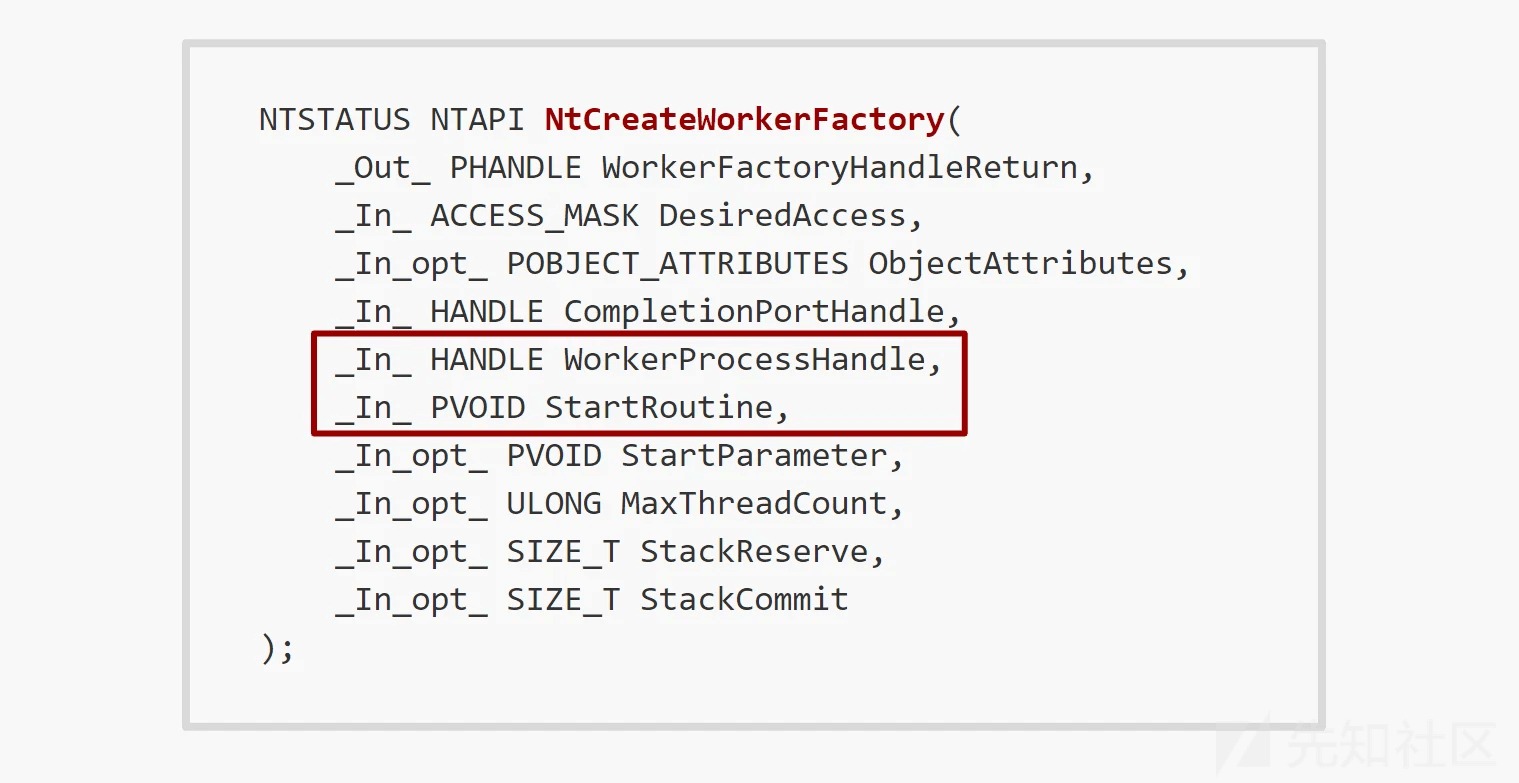 NTSTATUS NTAPI NtCreateWorkerFactory(
_Out_ PHANDLE WorkerFactoryHandleReturn,
_In_ ACCESS_MASK DesiredAccess,
_In_opt_ POBJECT_ATTRIBUTES ObjectAttributes,
_In_ HANDLE CompletionPortHandle,
_In_ HANDLE WorkerProcessHandle,
_In_ PVOID StartRoutine,
_In_opt_ PVOID StartParameter,
_In_opt_ ULONG MaxThreadCount,
_In_opt_ SIZE_T StackReserve,
_In_opt_ SIZE_T StackCommit
);
先知社区